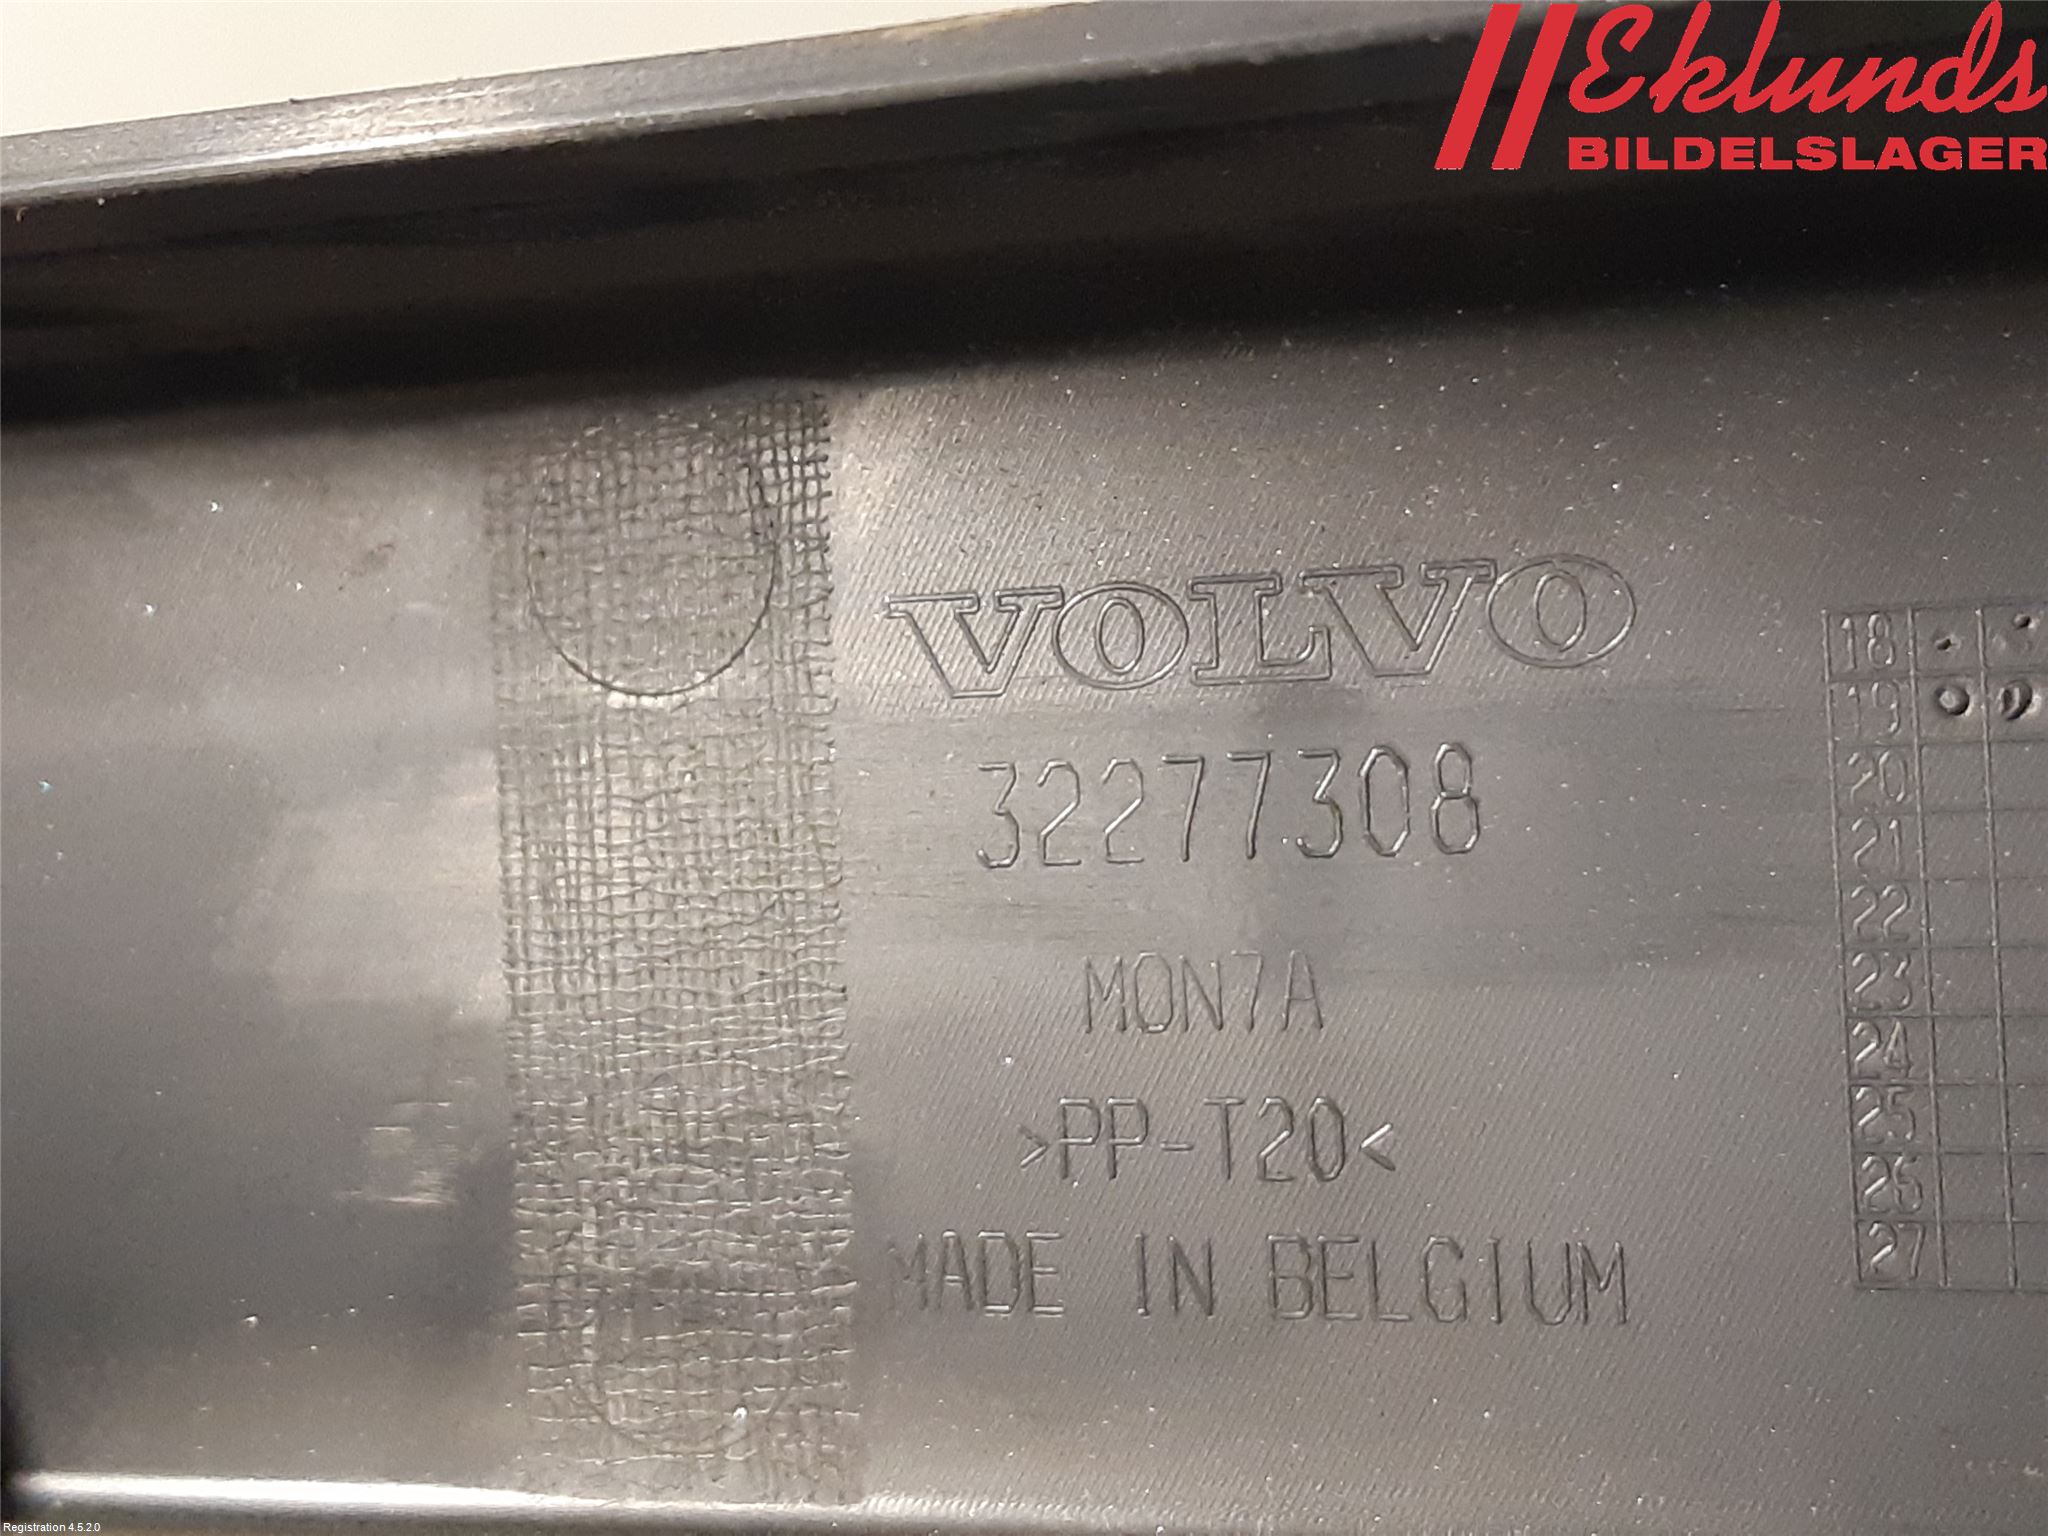 Eklunds
BILDELSLAGER
VOLVO
32277308
MON7A
>PP-T20<
MADE IN BELGIUM
18
19
20
21
22
23
24
25
26
27
Registration 4.5.2.0